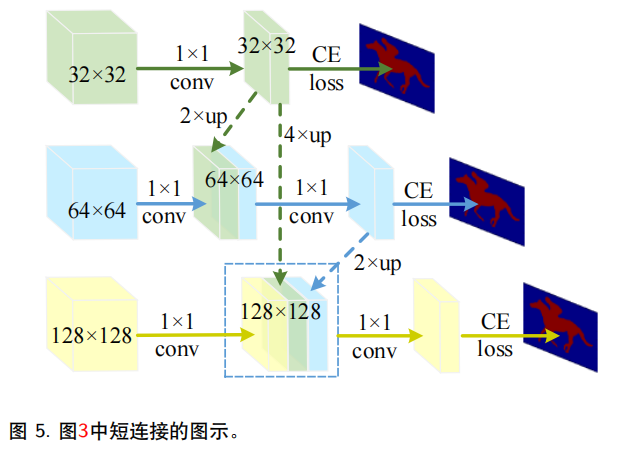 32×32
1×1
conv
32×32
CE
loss
2×up
4×up
64×64
1×1
conv
64×64
1×1
conv
CE
loss
2×up
128×128
1×1
conv
128×128
1×1
conv
CE
loss
图 5. 图3中短连接的图示。